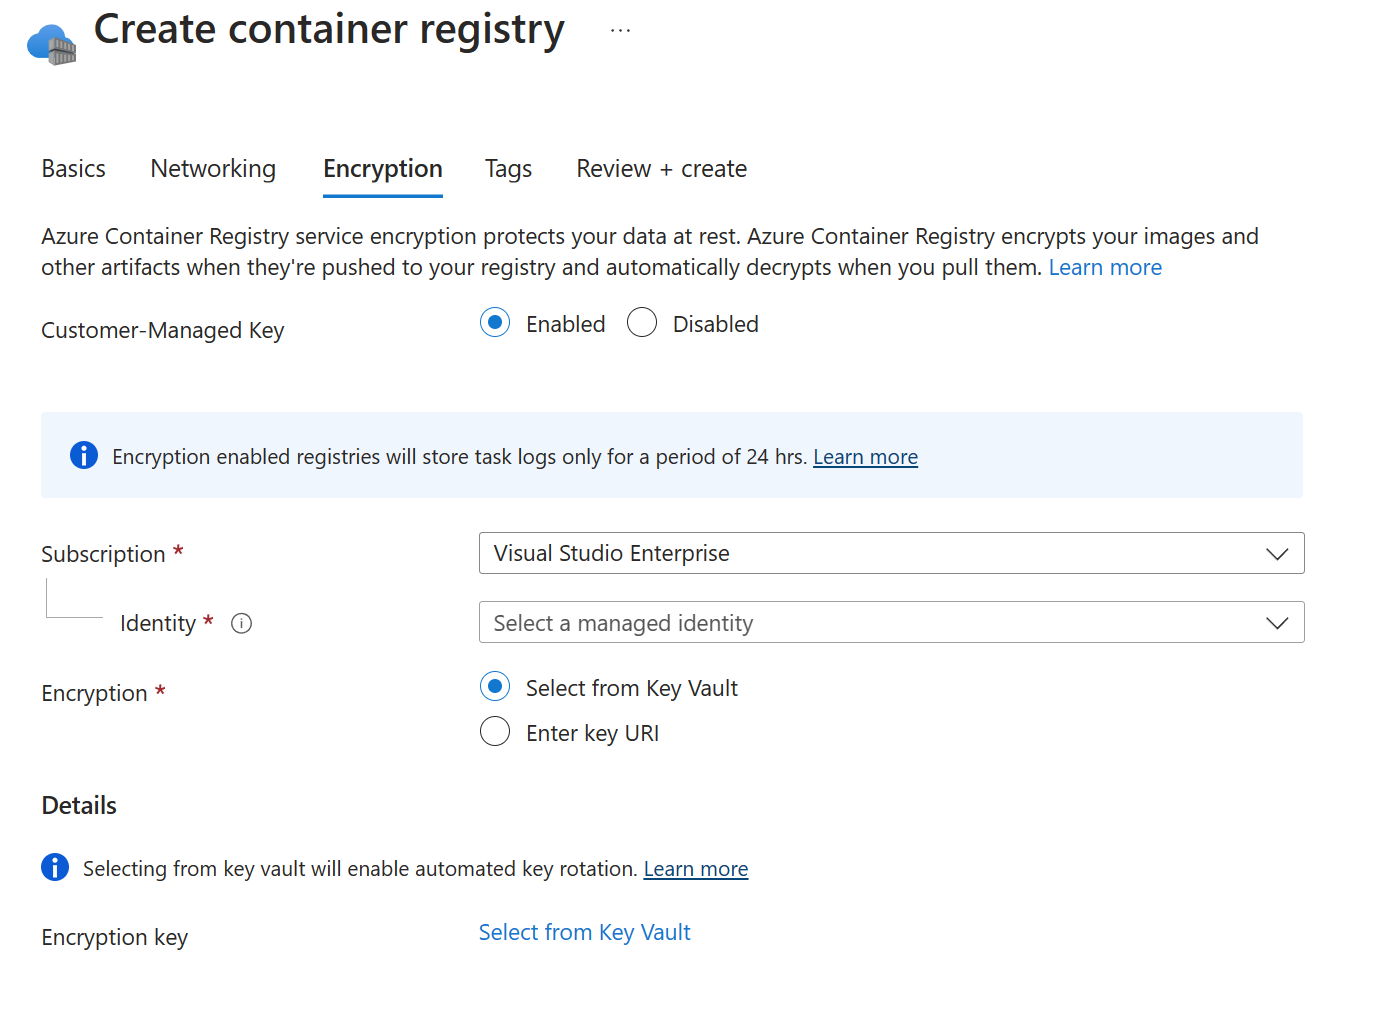 Create container registry ...
Basics Networking Encryption Tags Review + create
Azure Container Registry service encryption protects your data at rest. Azure Container Registry encrypts your images and
other artifacts when they're pushed to your registry and automatically decrypts when you pull them. Learn more
Customer-Managed Key Enabled Disabled
Encryption enabled registries will store task logs only for a period of 24 hrs. Learn more
Subscription * Visual Studio Enterprise
Identity * Select a managed identity
Encryption * Select from Key Vault
Enter key URI
Details
Selecting from key vault will enable automated key rotation. Learn more
Encryption key Select from Key Vault